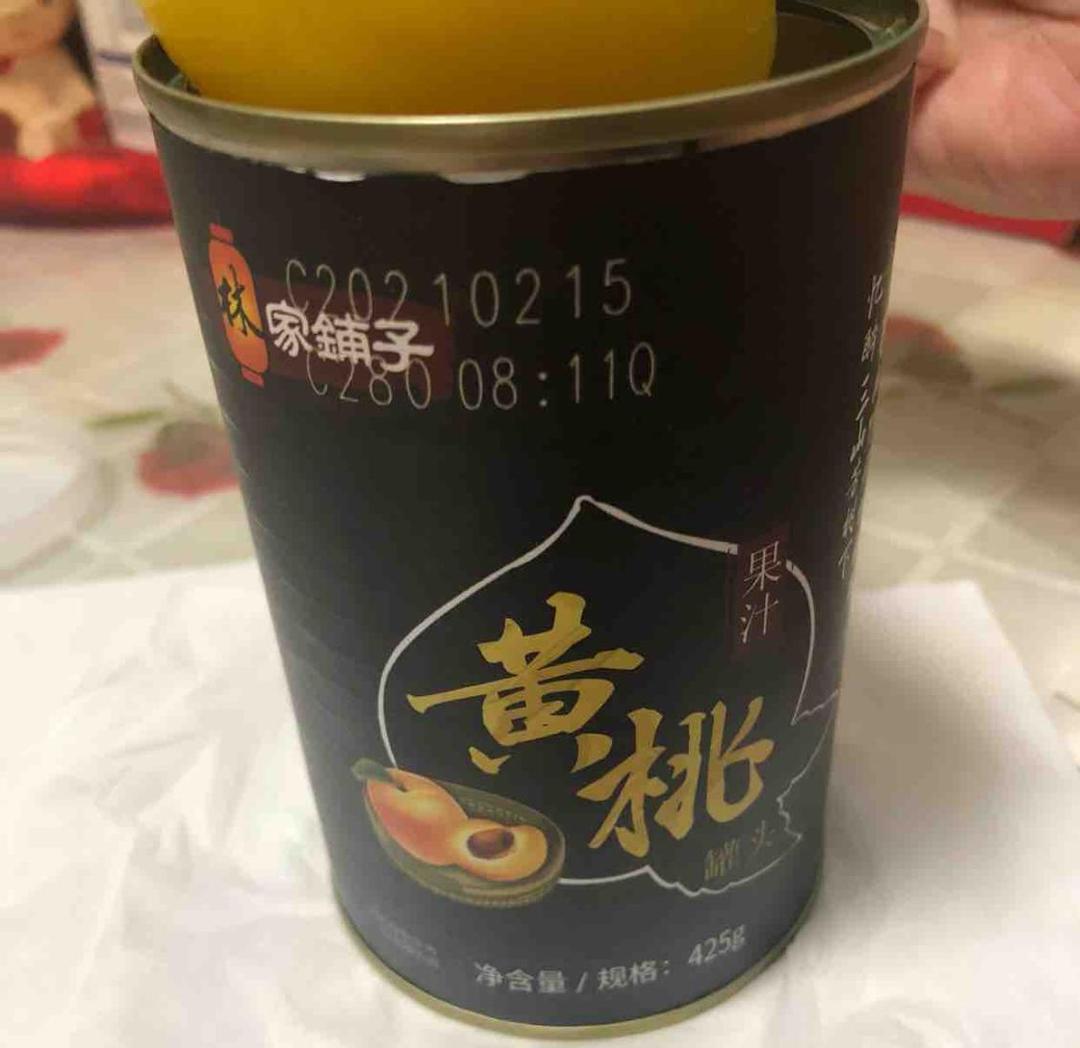 C20210215
林家鋪子
C280 08:11Q
果汁
黄桃
罐头
净含量 / 规格: 425g